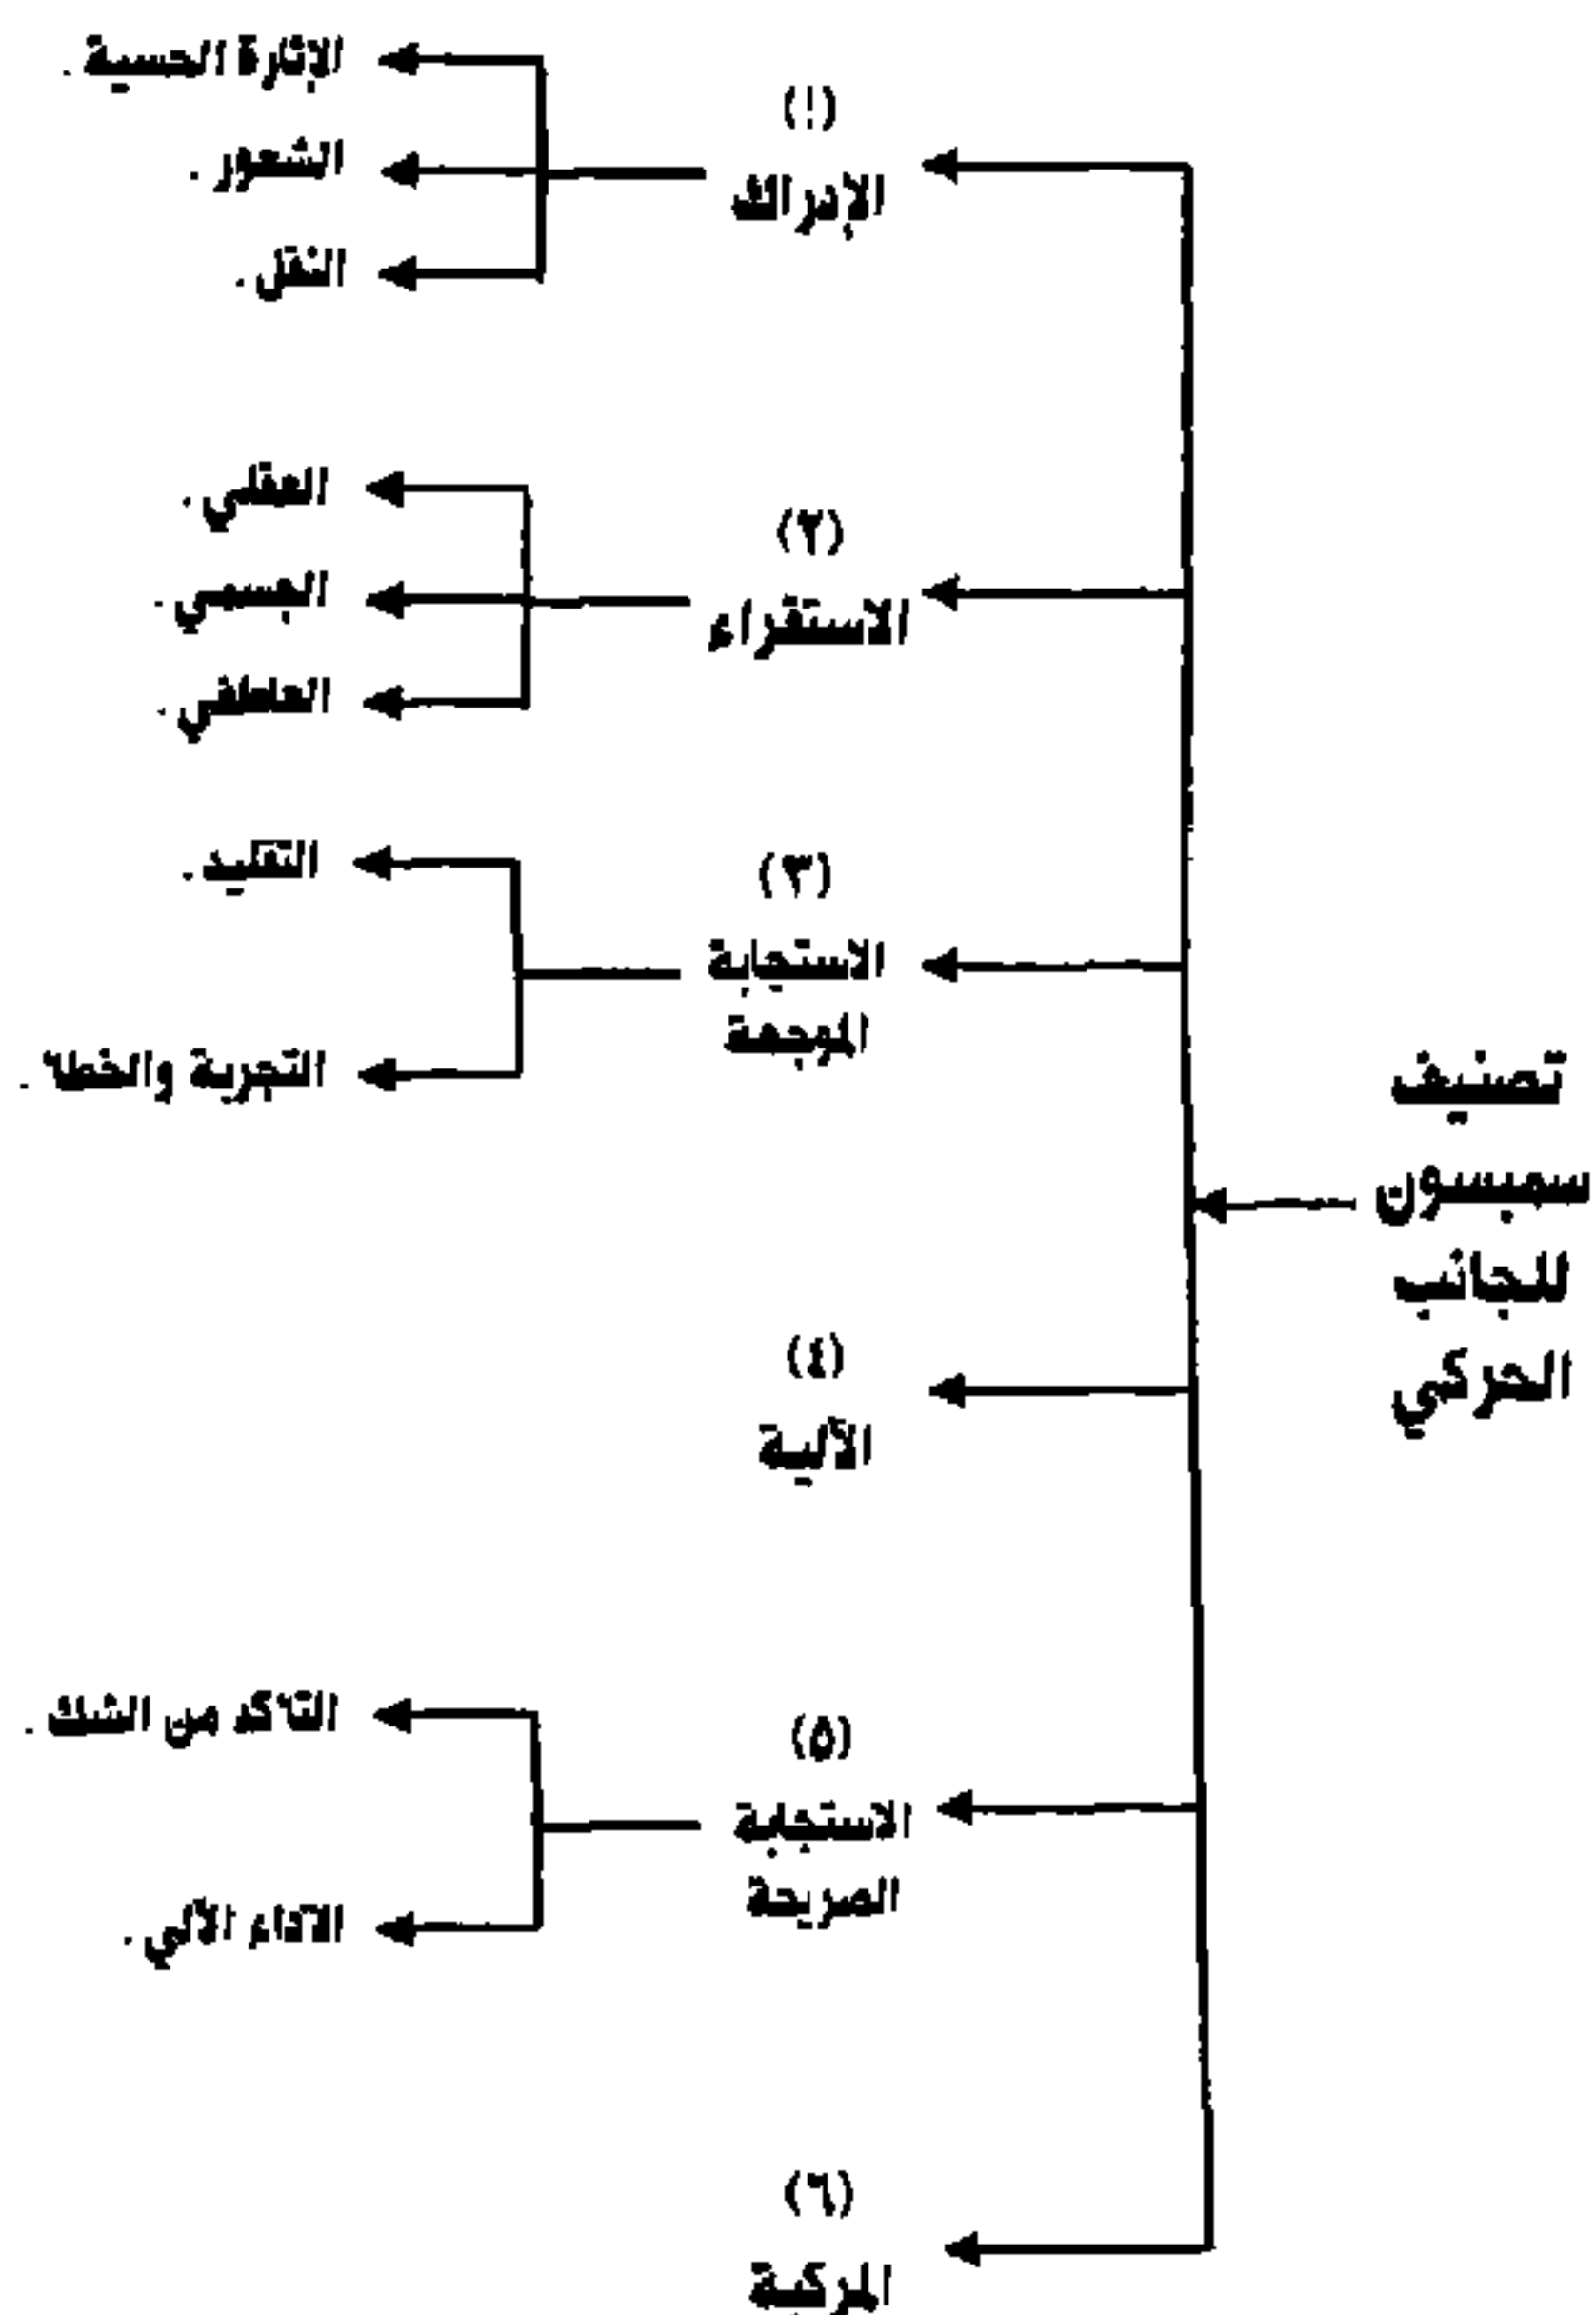 تصنيف
سمبسون
للجانب
الحركي
(١)
الإدراك
الإثارة الحسية.
الشعور.
النقل.
(٢)
الاستقراء
العقلي.
الجسمي.
العاطفي.
(٣)
الاستجابة
الموجهة
التقليد.
التجربة والخطأ.
(٤)
الآلية
(٥)
الاستجابة
الصريحة
التأكد من الشك.
الأداء الآلي.
(٦)
المركبة